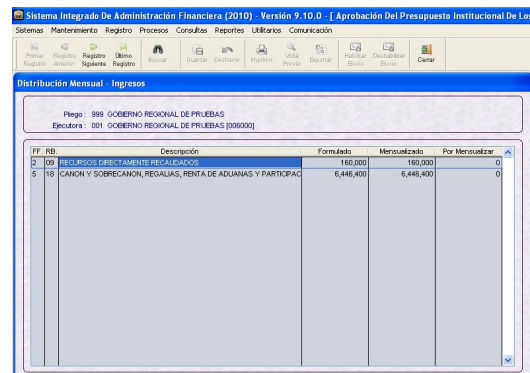 Sistema Integrado De Administración Financiera (2010) - Versión 9.10.0 - [ Aprobación Del Presupuesto Institucional De Lo
Sistemas Mantenimiento Registro Procesos Consultas Reportes Utilitarios Comunicación
Primer Registro Registro Anterior Registro Siguiente Último Registro Buscar Guardar Deshacer Imprimir Vista Previa Exportar Habilitar Envío Deshabilitar Envío Cerrar
Distribución Mensual - Ingresos
Pliego : 999 GOBIERNO REGIONAL DE PRUEBAS
Ejecutora : 001 GOBIERNO REGIONAL DE PRUEBAS [006000]
FF. RB. Descripción Formulado Mensualizado Por Mensualizar
2 09 RECURSOS DIRECTAMENTE RECAUDADOS 160,000 160,000 0
5 18 CANON Y SOBRECANON, REGALIAS, RENTA DE ADUANAS Y PARTICIPAC 6,446,400 6,446,400 0